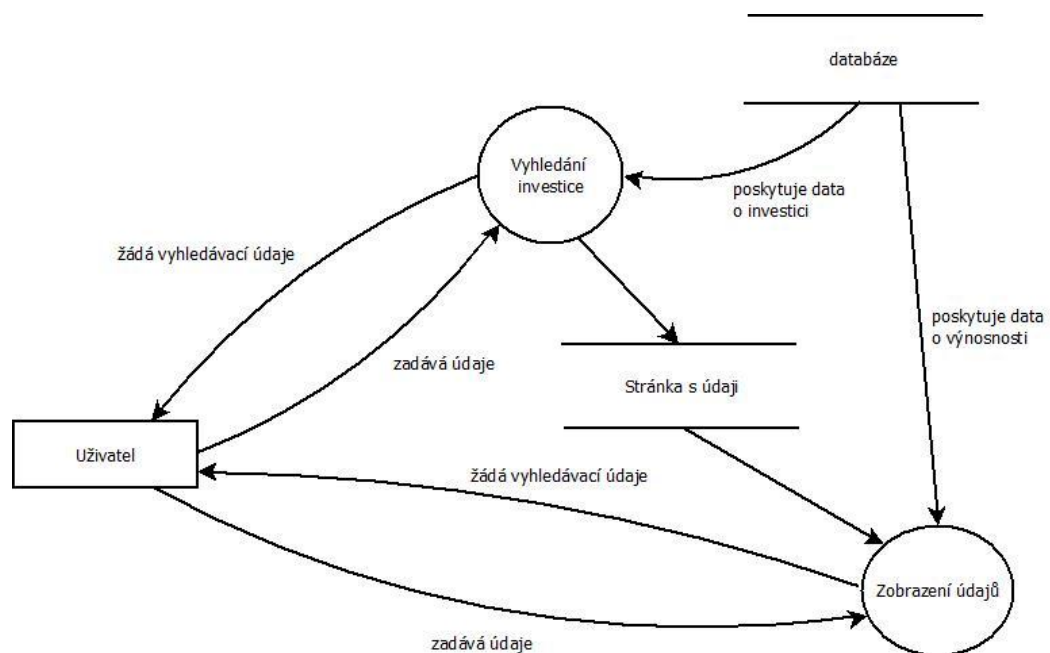 databáze
Vyhledání
investice
poskytuje data
o investici
žádá vyhledávací údaje
poskytuje data
o výnosnosti
zadává údaje
Stránka s údaji
Uživatel
žádá vyhledávací údaje
Zobrazení údajů
zadává údaje